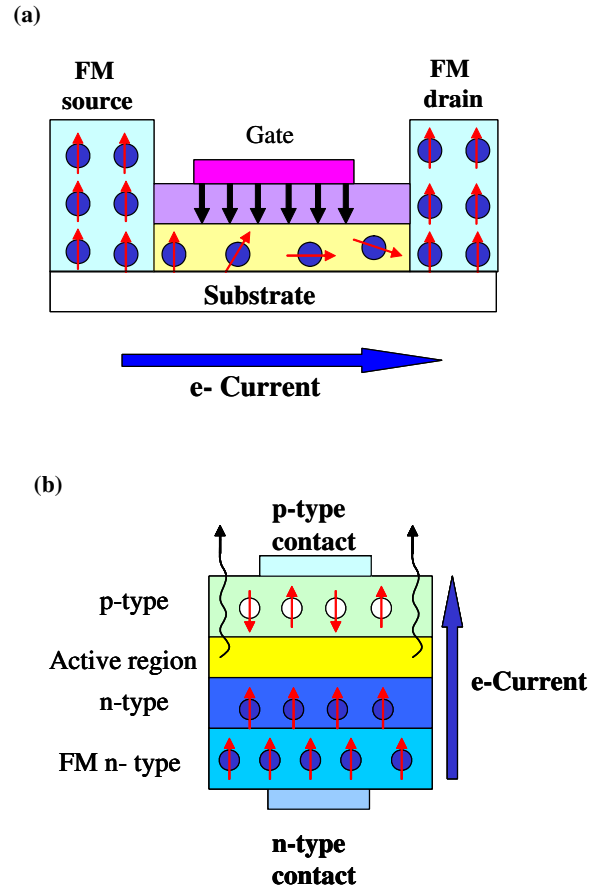 (a)
FM
source
FM
drain
Gate
Substrate
e- Current
(b)
p-type
contact
p-type
Active region
n-type
FM n- type
e-Current
n-type
contact